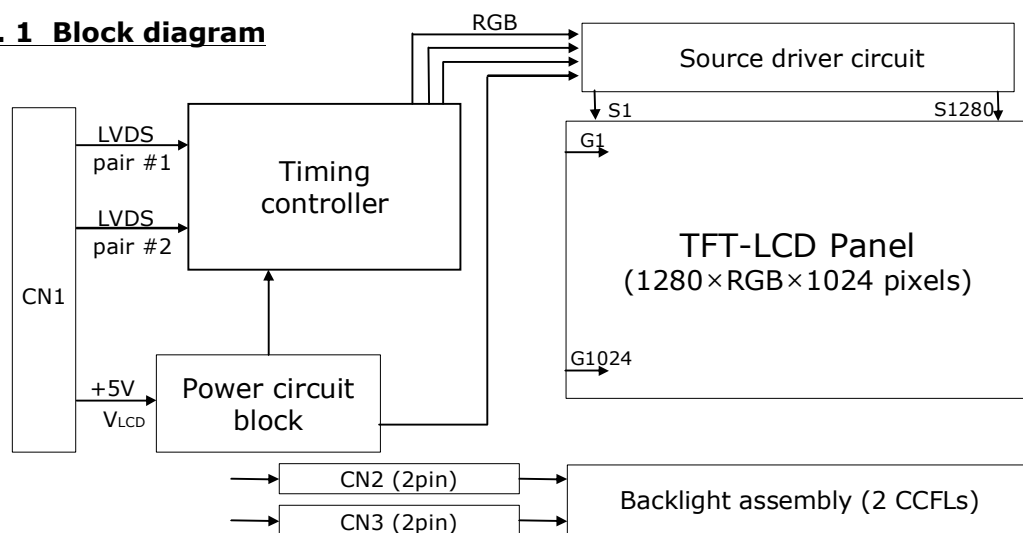 . 1 Block diagram
RGB
Source driver circuit
S1
S1280
CN1
LVDS
pair #1
LVDS
pair #2
Timing
controller
G1
TFT-LCD Panel
(1280×RGB×1024 pixels)
G1024
+5V
VLCD
Power circuit
block
CN2 (2pin)
CN3 (2pin)
Backlight assembly (2 CCFLs)